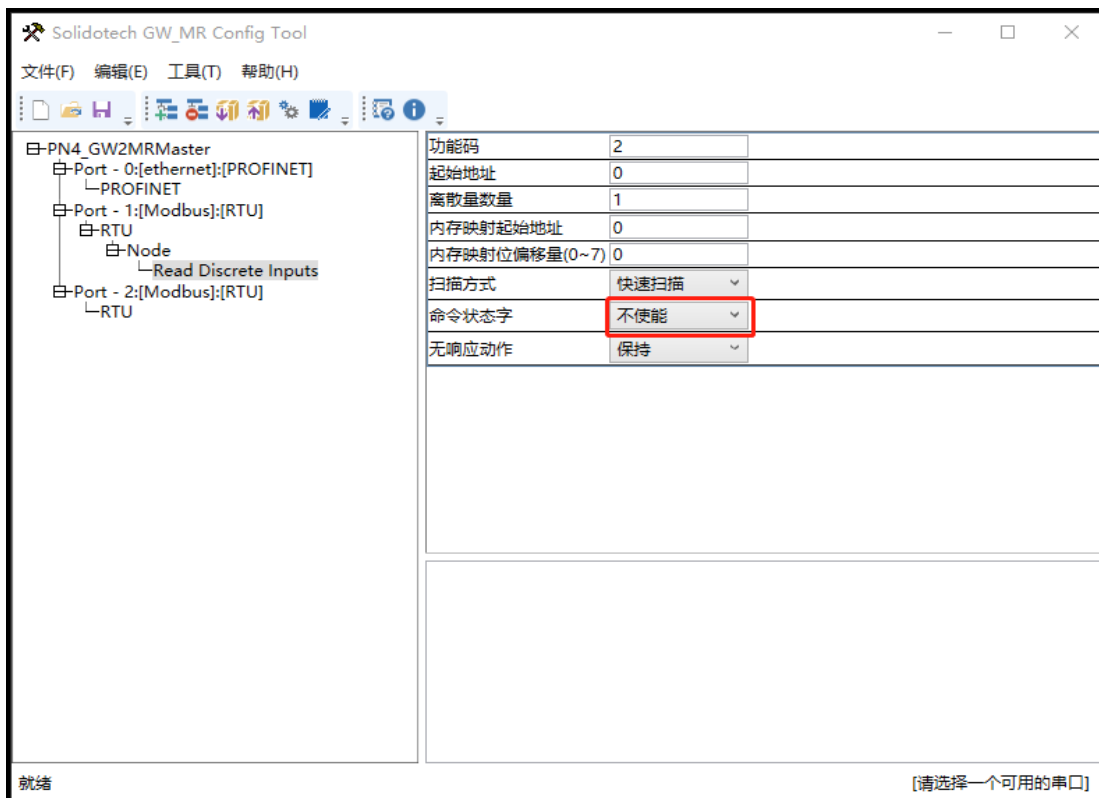 Solidotech GW_MR Config Tool
文件(F) 编辑(E) 工具(T) 帮助(H)
PN4_GW2MRMaster
Port - 0:[ethernet]:[PROFINET]
PROFINET
Port - 1:[Modbus]:[RTU]
RTU
Node
Read Discrete Inputs
Port - 2:[Modbus]:[RTU]
RTU
功能码 2
起始地址 0
离散量数量 1
内存映射起始地址 0
内存映射位偏移量(0~7) 0
扫描方式 快速扫描
命令状态字 不使能
无响应动作 保持
就绪 [请选择一个可用的串口]